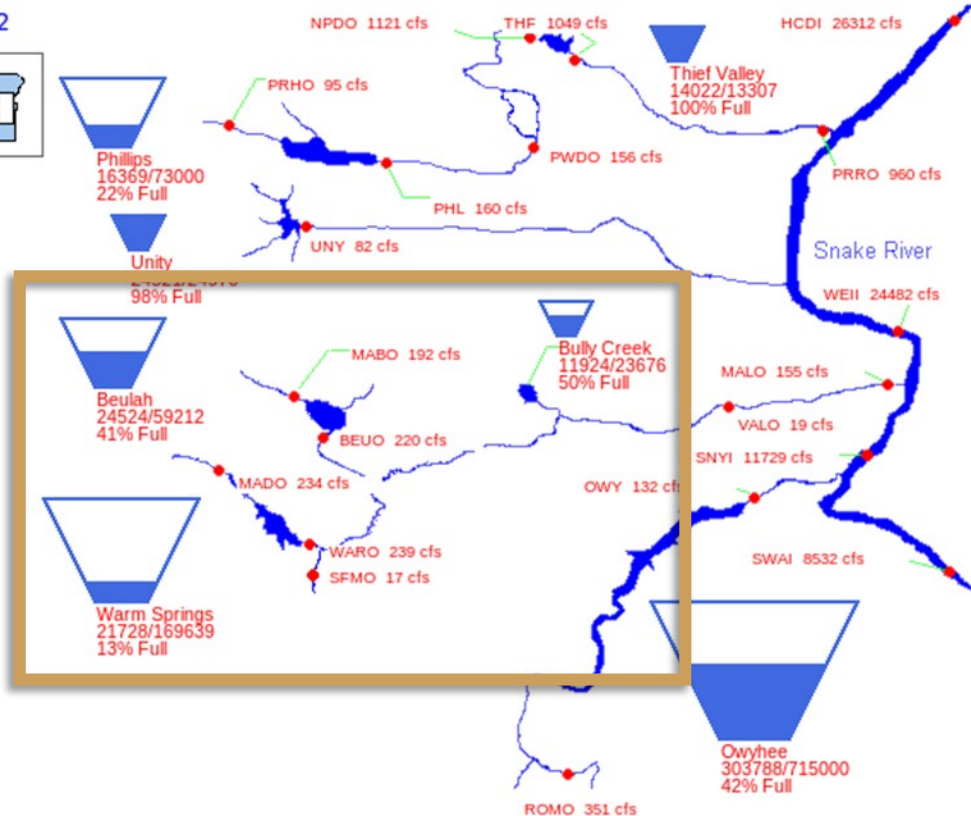 2
NPDO 1121 cfs
THF 1049 cfs
HCDI 26312 cfs
PRHO 95 cfs
Thief Valley
14022/13307
100% Full
Phillips
16369/73000
22% Full
PWDO 156 cfs
PRRO 960 cfs
PHL 160 cfs
UNY 82 cfs
Snake River
Unity
98% Full
WEII 24482 cfs
Bully Creek
11924/23676
50% Full
MABO 192 cfs
MALO 155 cfs
Beulah
24524/59212
41% Full
VALO 19 cfs
BEUO 220 cfs
SNYI 11729 cfs
MADO 234 cfs
OWY 132 cfs
WARO 239 cfs
SWAI 8532 cfs
SFMO 17 cfs
Warm Springs
21728/169639
13% Full
Owyhee
303788/715000
42% Full
ROMO 351 cfs